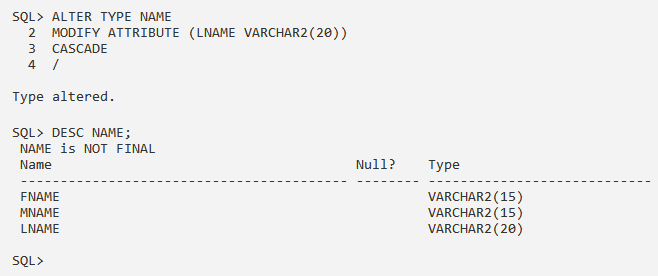 SQL> ALTER TYPE NAME
  2  MODIFY ATTRIBUTE (LNAME VARCHAR2(20))
  3  CASCADE
  4  /
Type altered.
SQL> DESC NAME;
 NAME is NOT FINAL
 Name                                      Null?    Type
 ----------------------------------------- -------- ----------------------------
 FNAME                                              VARCHAR2(15)
 MNAME                                              VARCHAR2(15)
 LNAME                                              VARCHAR2(20)
SQL>